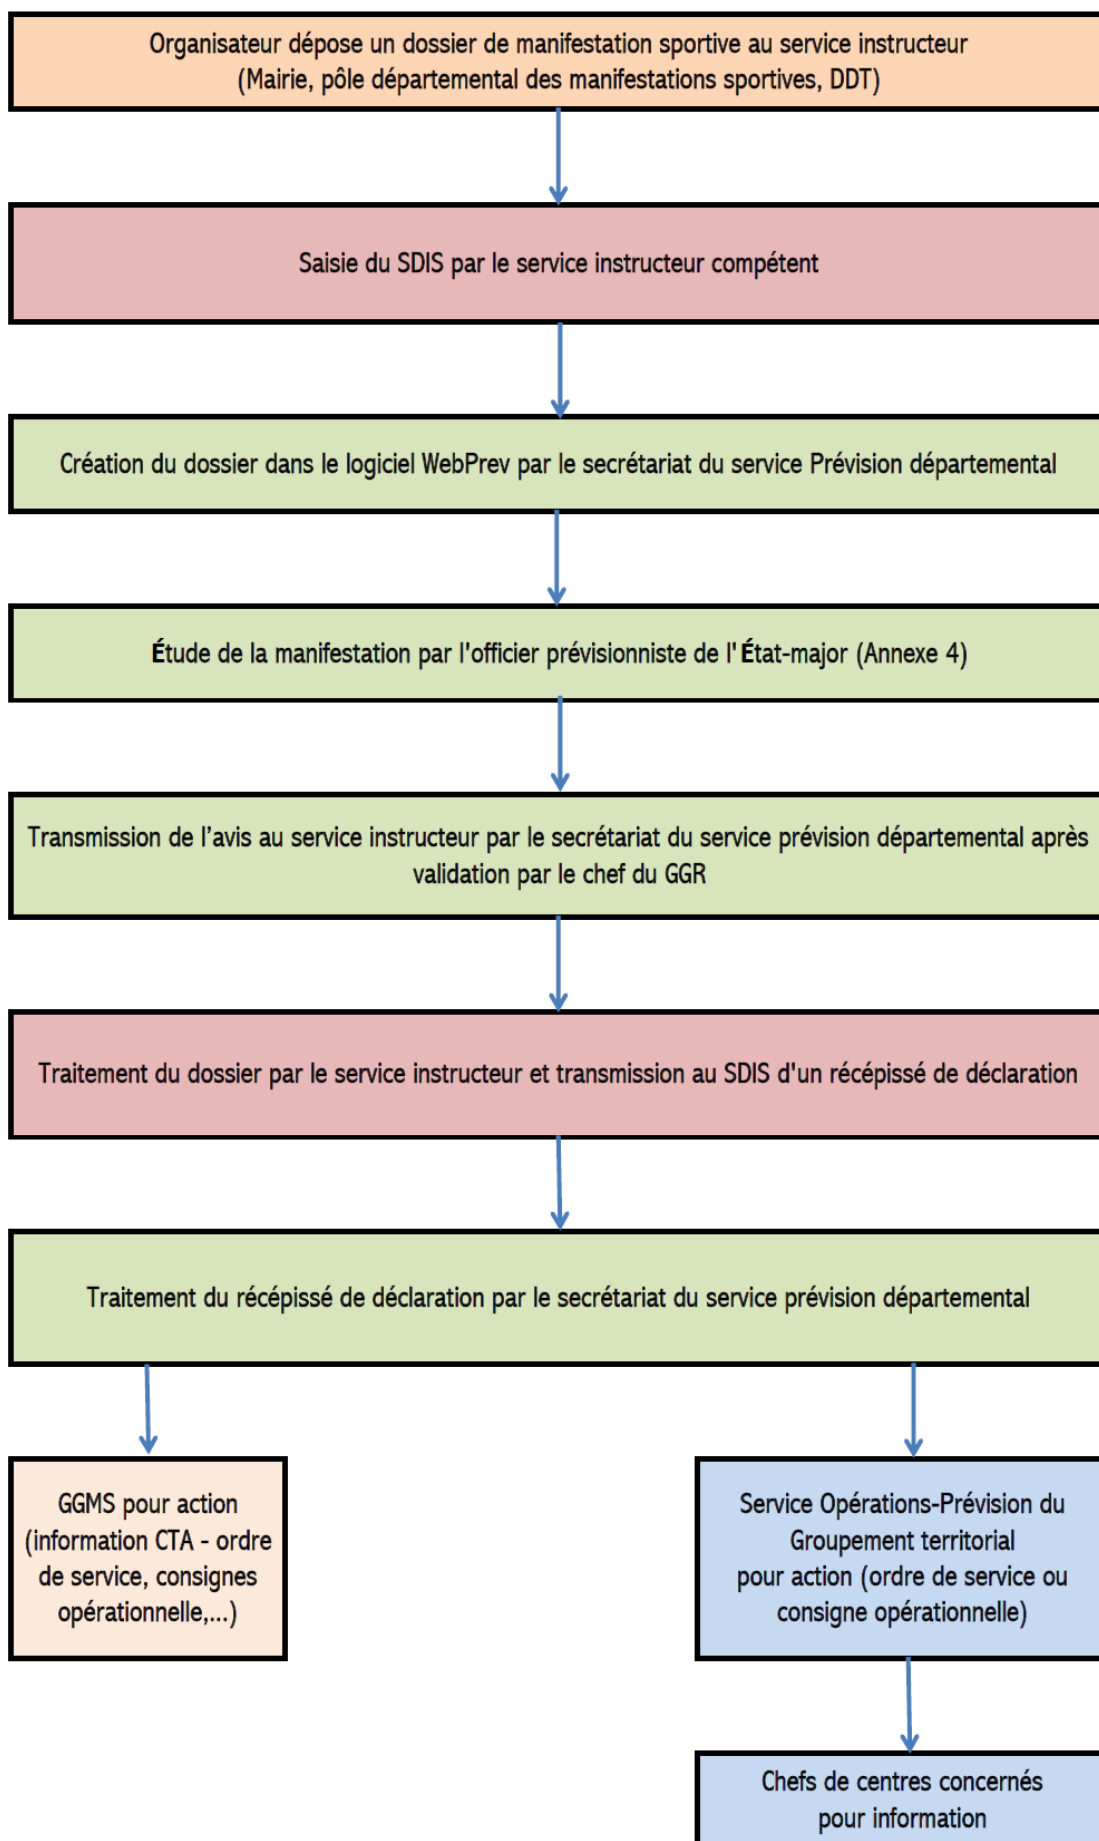 Organisateur dépose un dossier de manifestation sportive au service instructeur
(Mairie, pôle départemental des manifestations sportives, DDT)
Saisie du SDIS par le service instructeur compétent
Création du dossier dans le logiciel WebPrev par le secrétariat du service Prévision départemental
Étude de la manifestation par l'officier prévisionniste de l'État-major (Annexe 4)
Transmission de l’avis au service instructeur par le secrétariat du service prévision départemental après
validation par le chef du GGR
Traitement du dossier par le service instructeur et transmission au SDIS d'un récépissé de déclaration
Traitement du récépissé de déclaration par le secrétariat du service prévision départemental
GGMS pour action
(information CTA - ordre
de service, consignes
opérationnelle,...)
Service Opérations-Prévision du
Groupement territorial
pour action (ordre de service ou
consigne opérationnelle)
Chefs de centres concernés
pour information